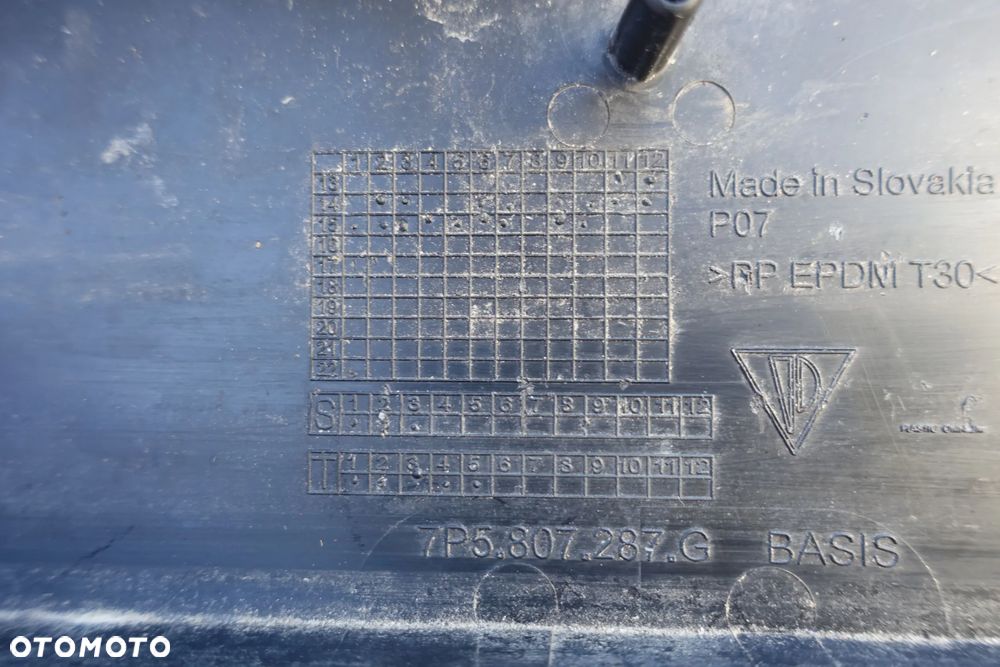 1 2 3 4 5 6 7 8 9 10 11 12
13
14
15
16
17
18
19
20
21
22
Made in Slovakia
P07
>PP EPDM T30<
PLASTIC
S 1 2 3 4 5 6 7 8 9 10 11 12
T 1 2 3 4 5 6 7 8 9 10 11 12
7P5.807.287.G BASIS
OTOMOTO